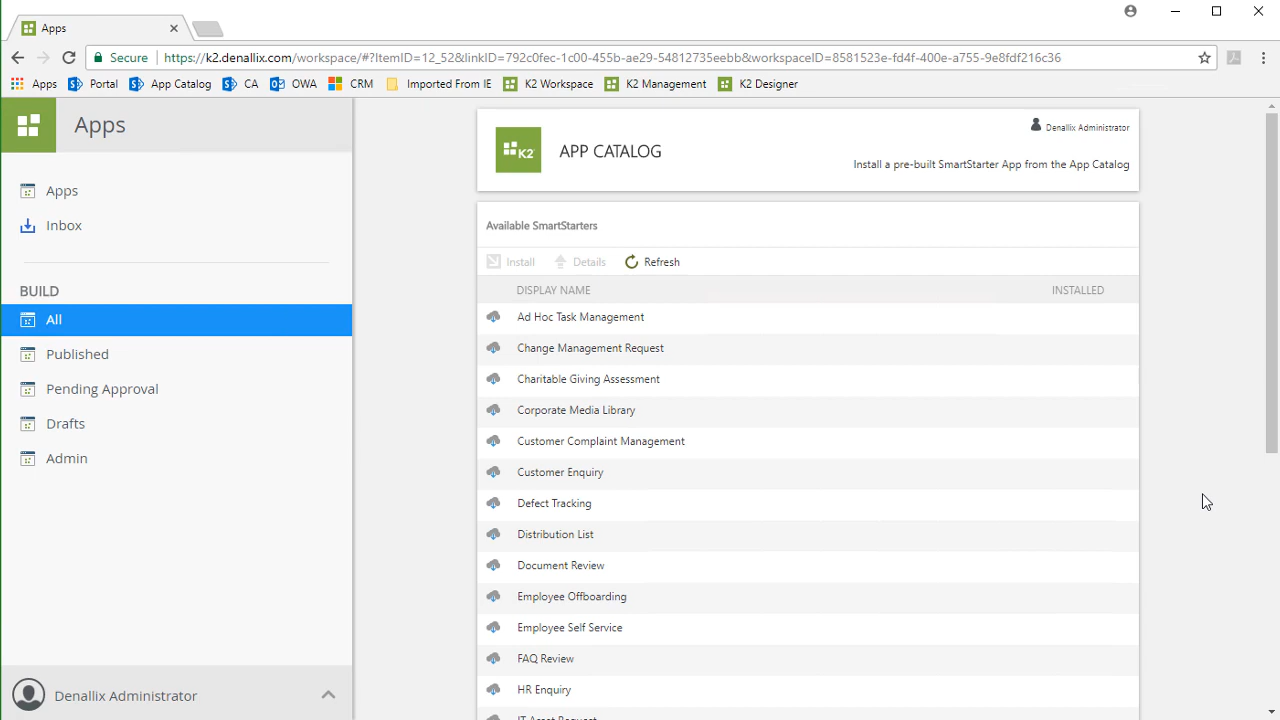 Apps
Secure https://k2.denallix.com/workspace/#?ItemID=12_52&linkID=792c0fec-1c00-455b-ae29-54812735eebb&workspaceID=8581523e-fd4f-400e-a755-9e8fdf216c36
Apps Portal App Catalog CA OWA CRM Imported From IE K2 Workspace K2 Management K2 Designer
Apps
Apps
Inbox
BUILD
All
Published
Pending Approval
Drafts
Admin
Denallix Administrator
K2
APP CATALOG
Denallix Administrator
Install a pre-built SmartStarter App from the App Catalog
Available SmartStarters
Install Details Refresh
DISPLAY NAME INSTALLED
Ad Hoc Task Management
Change Management Request
Charitable Giving Assessment
Corporate Media Library
Customer Complaint Management
Customer Enquiry
Defect Tracking
Distribution List
Document Review
Employee Offboarding
Employee Self Service
FAQ Review
HR Enquiry
IT Asset Request